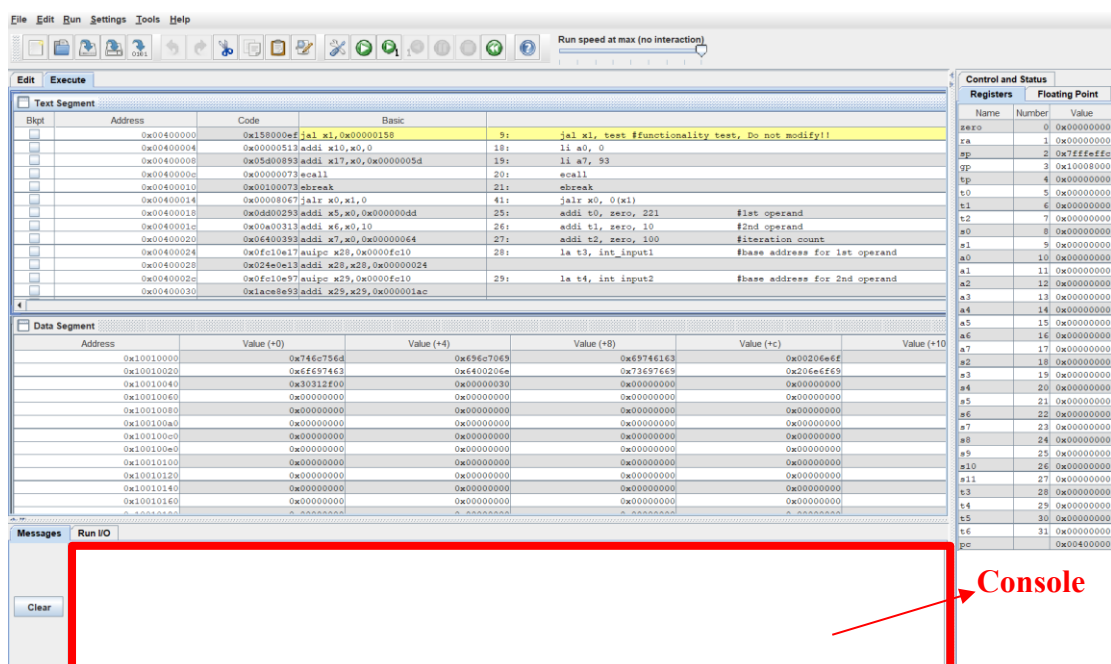 File Edit Run Settings Tools Help
Run speed at max (no interaction)
Edit Execute
Text Segment
Bkpt Address Code Basic
0x00400000 0x158000ef jal x1,0x00000158 9: jal x1, test #functionality test, Do not modify!!
0x00400004 0x00000513 addi x10,x0,0 18: li a0, 0
0x00400008 0x05d00893 addi x17,x0,0x0000005d 19: li a7, 93
0x0040000c 0x00000073 ecall 20: ecall
0x00400010 0x00100073 ebreak 21: ebreak
0x00400014 0x00008067 jalr x0,x1,0 41: jalr x0, 0(x1)
0x00400018 0x0dd00293 addi x5,x0,0x000000dd 25: addi t0, zero, 221 #1st operand
0x0040001c 0x00a00313 addi x6,x0,10 26: addi t1, zero, 10 #2nd operand
0x00400020 0x06400393 addi x7,x0,0x00000064 27: addi t2, zero, 100 #iteration count
0x00400024 0x0fc10e17 auipc x28,0x0000fc10 28: la t3, int_input1 #base address for 1st operand
0x00400028 0x024e0e13 addi x28,x28,0x00000024
0x0040002c 0x0fc10e97 auipc x29,0x0000fc10 29: la t4, int input2 #base address for 2nd operand
0x00400030 0x1ace8e93 addi x29,x29,0x000001ac
Data Segment
Address Value (+0) Value (+4) Value (+8) Value (+c) Value (+10
0x10010000 0x746c756d 0x696c7069 0x69746163 0x00206e6f
0x10010020 0x6f697463 0x6400206e 0x73697669 0x206e6f69
0x10010040 0x30312f00 0x00000030 0x00000000 0x00000000
0x10010060 0x00000000 0x00000000 0x00000000 0x00000000
0x10010080 0x00000000 0x00000000 0x00000000 0x00000000
0x100100a0 0x00000000 0x00000000 0x00000000 0x00000000
0x100100c0 0x00000000 0x00000000 0x00000000 0x00000000
0x100100e0 0x00000000 0x00000000 0x00000000 0x00000000
0x10010100 0x00000000 0x00000000 0x00000000 0x00000000
0x10010120 0x00000000 0x00000000 0x00000000 0x00000000
0x10010140 0x00000000 0x00000000 0x00000000 0x00000000
0x10010160 0x00000000 0x00000000 0x00000000 0x00000000
Messages Run I/O
Clear
Control and Status
Registers Floating Point
Name Number Value
zero 0 0x00000000
ra 1 0x00000000
sp 2 0x7fffeffc
gp 3 0x10008000
tp 4 0x00000000
t0 5 0x00000000
t1 6 0x00000000
t2 7 0x00000000
s0 8 0x00000000
s1 9 0x00000000
a0 10 0x00000000
a1 11 0x00000000
a2 12 0x00000000
a3 13 0x00000000
a4 14 0x00000000
a5 15 0x00000000
a6 16 0x00000000
a7 17 0x00000000
s2 18 0x00000000
s3 19 0x00000000
s4 20 0x00000000
s5 21 0x00000000
s6 22 0x00000000
s7 23 0x00000000
s8 24 0x00000000
s9 25 0x00000000
s10 26 0x00000000
s11 27 0x00000000
t3 28 0x00000000
t4 29 0x00000000
t5 30 0x00000000
t6 31 0x00000000
pc 0x00400000
Console